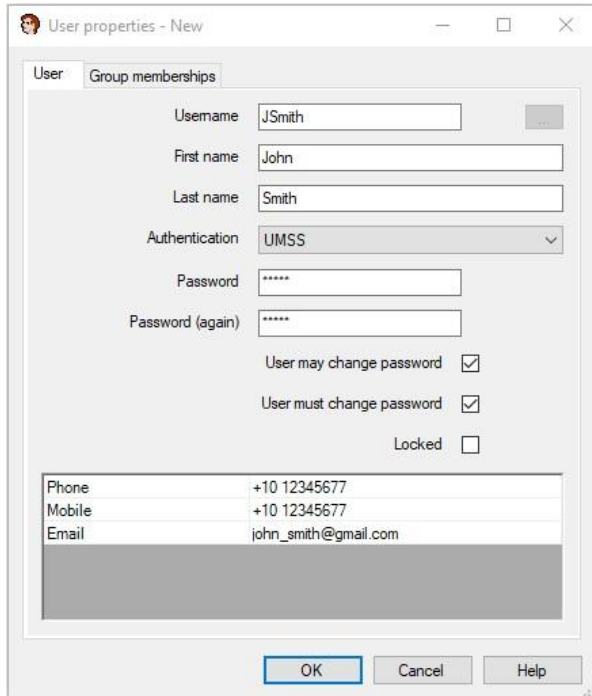 User properties - New
User Group memberships
Username JSmith ...
First name John
Last name Smith
Authentication UMSS
Password *****
Password (again) *****
User may change password
User must change password
Locked
Phone +10 12345677
Mobile +10 12345677
Email john_smith@gmail.com
OK Cancel Help